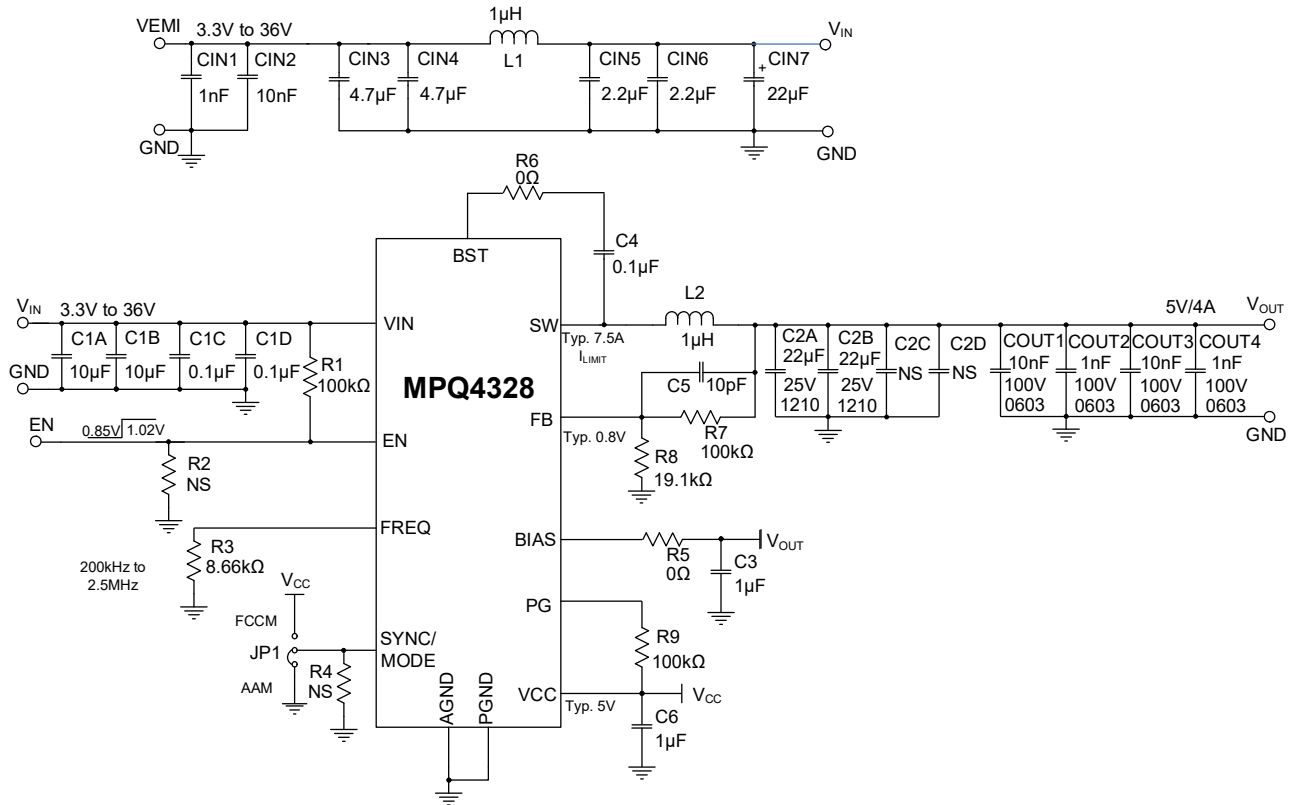 1µH
VEMI 3.3V to 36V VIN
CIN1 CIN2 CIN3 CIN4 L1 CIN5 CIN6 + CIN7
1nF 10nF 4.7µF 4.7µF 2.2µF 2.2µF 22µF
GND GND
R6
0Ω
BST
C4
0.1µF
VIN 3.3V to 36V
VIN
C1A C1B C1C C1D
10µF 10µF 0.1µF 0.1µF
GND
R1
100kΩ
MPQ4328
SW
Typ. 7.5A
ILIMIT
L2
1µH
5V/4A VOUT
C2A C2B C2C C2D
22µF 22µF NS NS
25V 25V
1210 1210
COUT1 COUT2 COUT3 COUT4
10nF 1nF 10nF 1nF
100V 100V 100V 100V
0603 0603 0603 0603
GND
C5 10pF
FB
Typ. 0.8V
R7
100kΩ
R8
19.1kΩ
EN 0.85V 1.02V EN
R2
NS
FREQ
R3
8.66kΩ
200kHz to
2.5MHz
BIAS
R5
0Ω
VOUT
C3
1µF
VCC
FCCM
JP1
AAM
SYNC/
MODE
R4
NS
PG
R9
100kΩ
VCC
Typ. 5V
VCC
C6
1µF
AGND
PGND